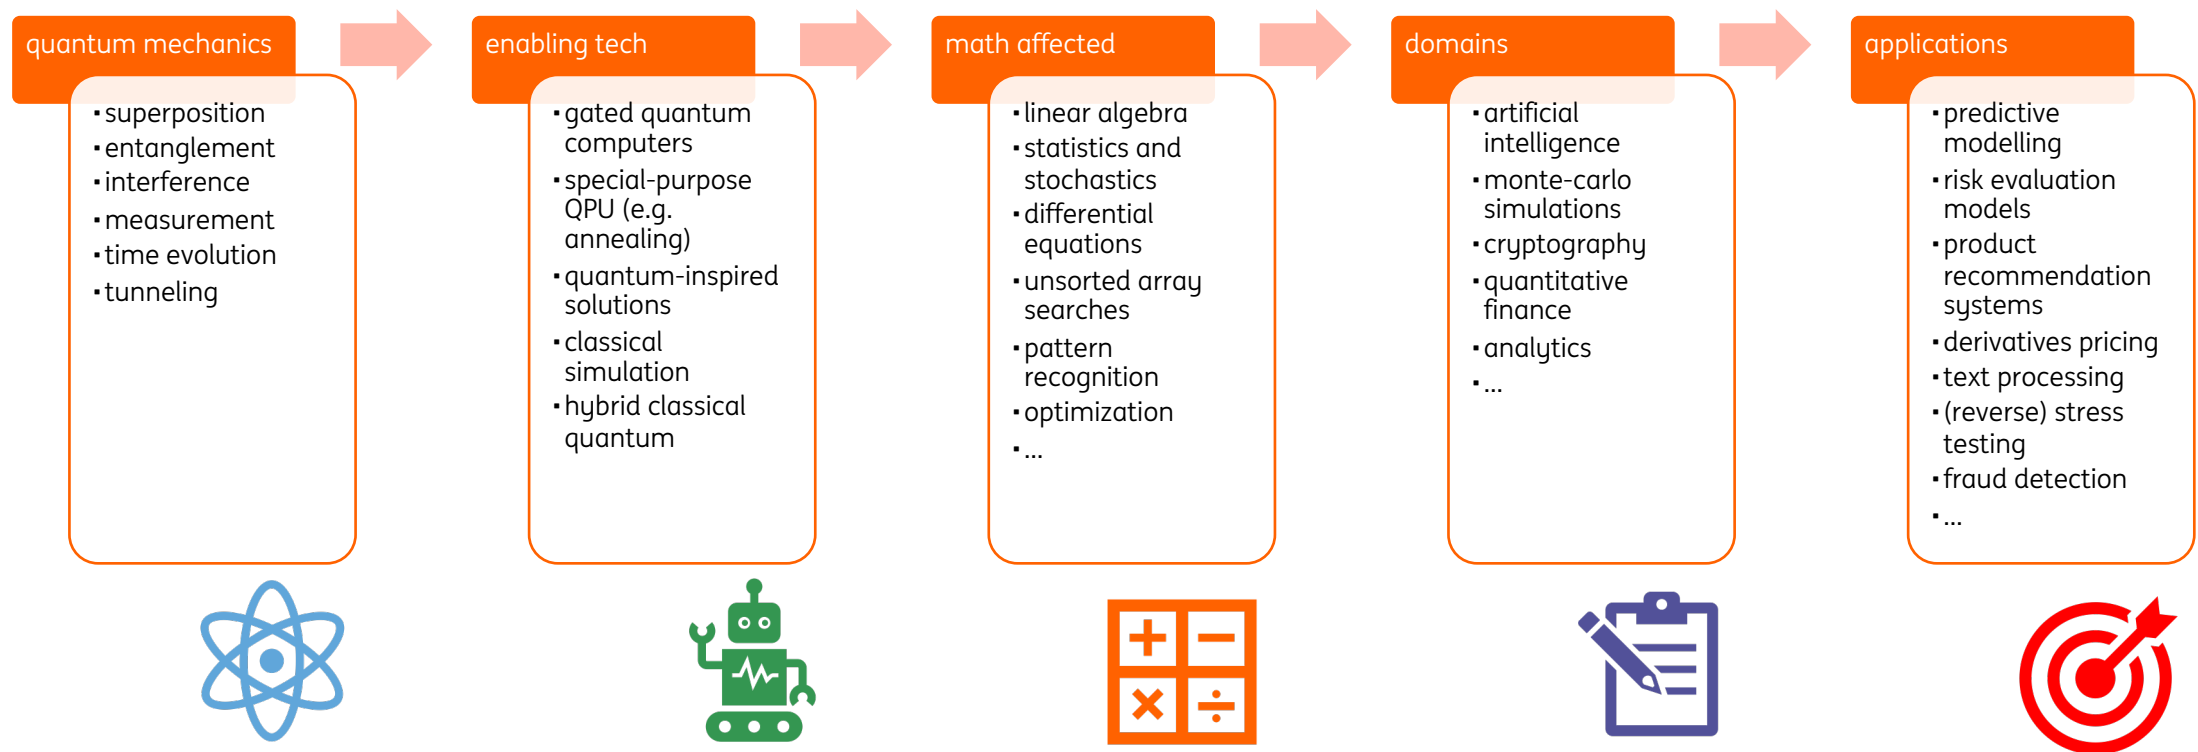 quantum mechanics
▪ superposition
▪ entanglement
▪ interference
▪ measurement
▪ time evolution
▪ tunneling
enabling tech
▪ gated quantum
computers
▪ special-purpose
QPU (e.g.
annealing)
▪ quantum-inspired
solutions
▪ classical
simulation
▪ hybrid classical
quantum
math affected
▪ linear algebra
▪ statistics and
stochastics
▪ differential
equations
▪ unsorted array
searches
▪ pattern
recognition
▪ optimization
▪ ...
domains
▪ artificial
intelligence
▪ monte-carlo
simulations
▪ cryptography
▪ quantitative
finance
▪ analytics
▪ ...
applications
▪ predictive
modelling
▪ risk evaluation
models
▪ product
recommendation
systems
▪ derivatives pricing
▪ text processing
▪ (reverse) stress
testing
▪ fraud detection
▪ ...